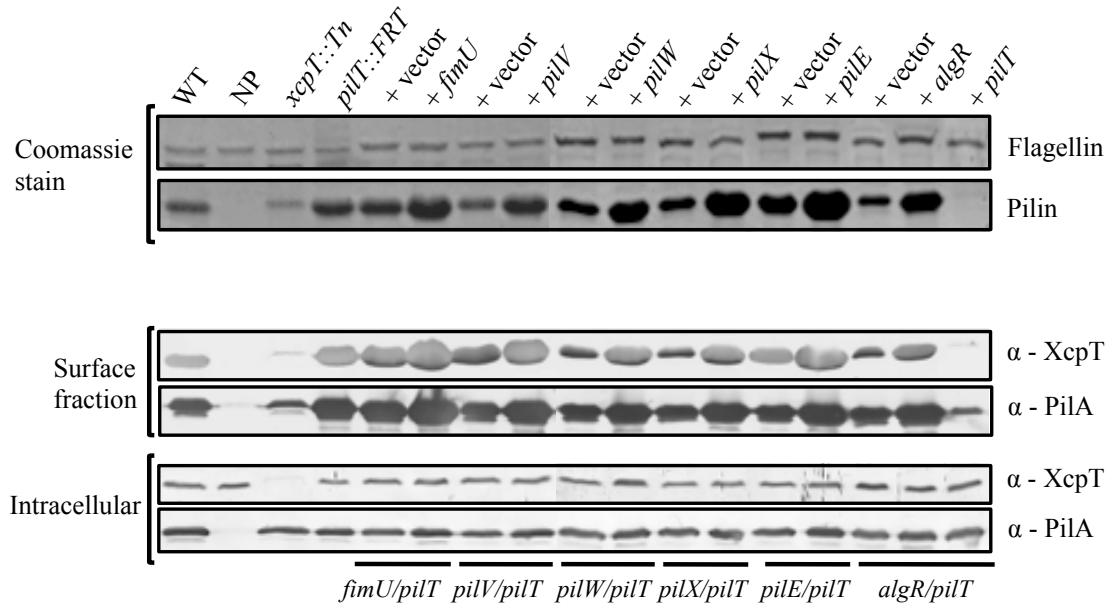 WT NP xcpT::Tn pilT::FRT + vector + fimU + vector + pilV + vector + pilW + vector + pilX + vector + pilE + vector + algR + pilT
Coomassie
stain
Flagellin
Pilin
Surface
fraction
α - XcpT
α - PilA
Intracellular
α - XcpT
α - PilA
fimU/pilT pilV/pilT pilW/pilT pilX/pilT pilE/pilT algR/pilT